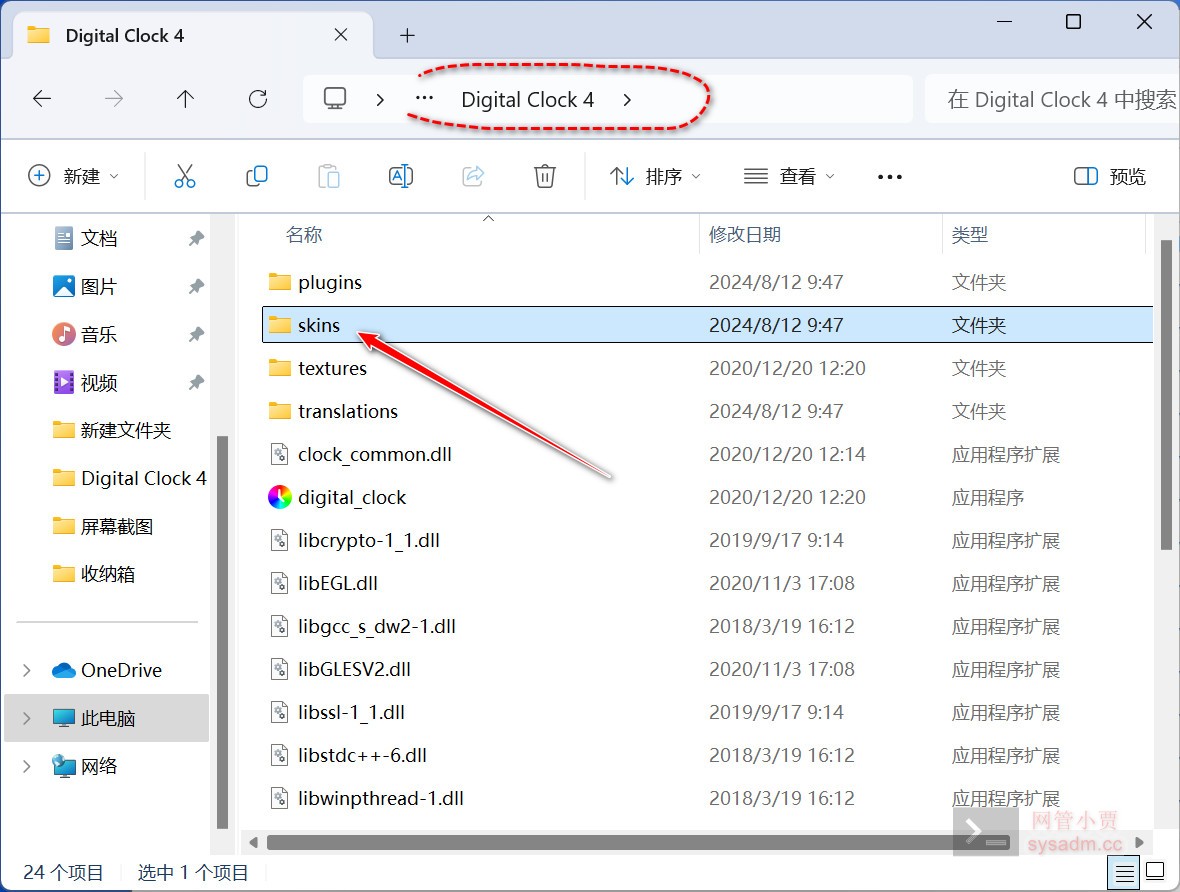 Digital Clock 4
Digital Clock 4
在 Digital Clock 4 中搜索
新建
排序
查看
预览
文档
图片
音乐
视频
新建文件夹
Digital Clock 4
屏幕截图
收纳箱
OneDrive
此电脑
网络
名称 修改日期 类型
plugins 2024/8/12 9:47 文件夹
skins 2024/8/12 9:47 文件夹
textures 2020/12/20 12:20 文件夹
translations 2024/8/12 9:47 文件夹
clock_common.dll 2020/12/20 12:14 应用程序扩展
digital_clock 2020/12/20 12:20 应用程序
libcrypto-1_1.dll 2019/9/17 9:14 应用程序扩展
libEGL.dll 2020/11/3 17:08 应用程序扩展
libgcc_s_dw2-1.dll 2018/3/19 16:12 应用程序扩展
libGLESV2.dll 2020/11/3 17:08 应用程序扩展
libssl-1_1.dll 2019/9/17 9:14 应用程序扩展
libstdc++-6.dll 2018/3/19 16:12 应用程序扩展
libwinpthread-1.dll 2018/3/19 16:12 应用程序扩展
网管小贾
sysadm.cc
24 个项目 选中 1 个项目